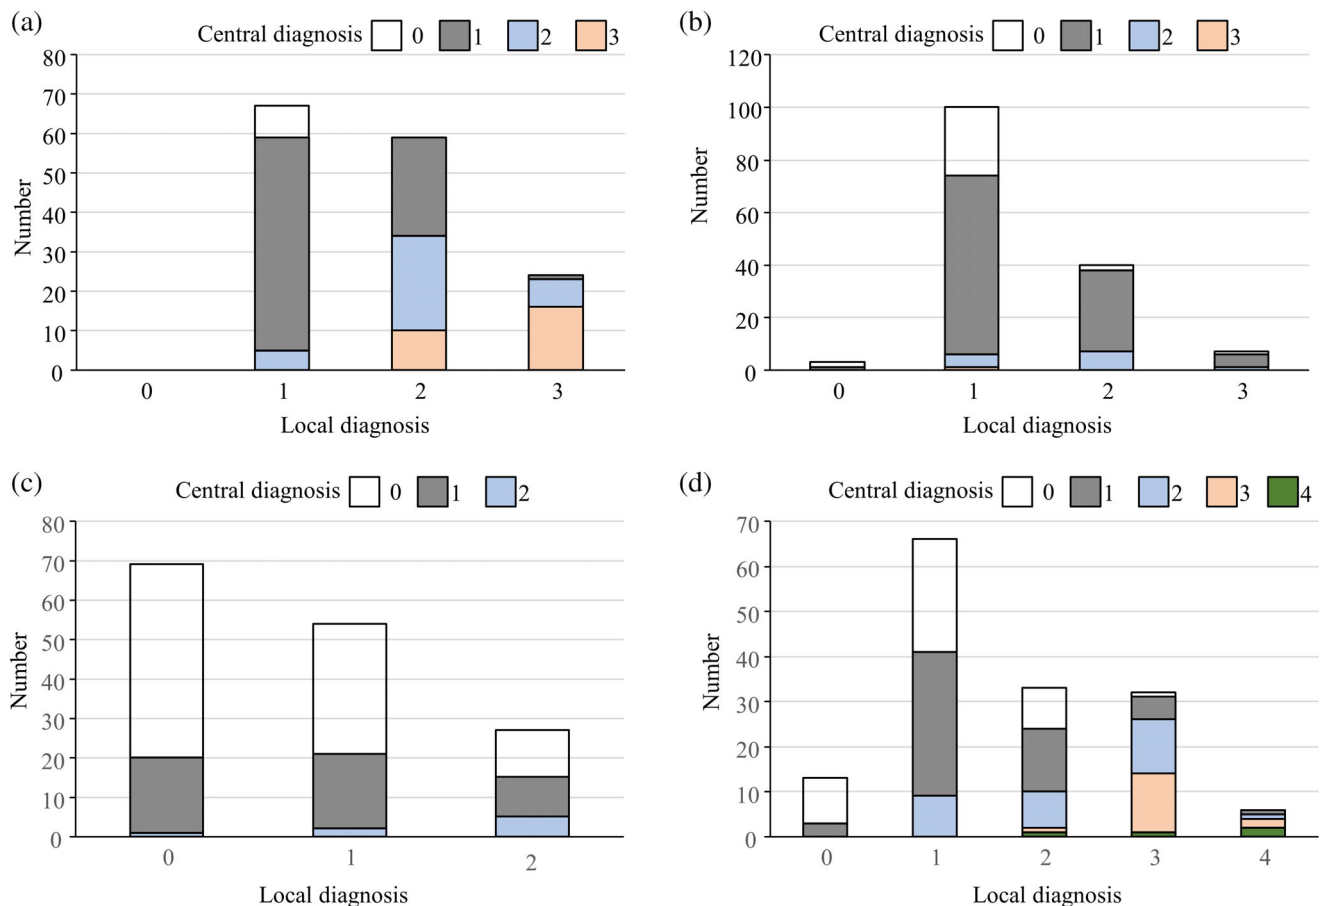 (a)
Central diagnosis 0 1 2 3
80
70
60
50
40
30
20
10
0
Number
0 1 2 3
Local diagnosis
(b)
Central diagnosis 0 1 2 3
120
100
80
60
40
20
0
Number
0 1 2 3
Local diagnosis
(c)
Central diagnosis 0 1 2
80
70
60
50
40
30
20
10
0
Number
0 1 2
Local diagnosis
(d)
Central diagnosis 0 1 2 3 4
70
60
50
40
30
20
10
0
Number
0 1 2 3 4
Local diagnosis